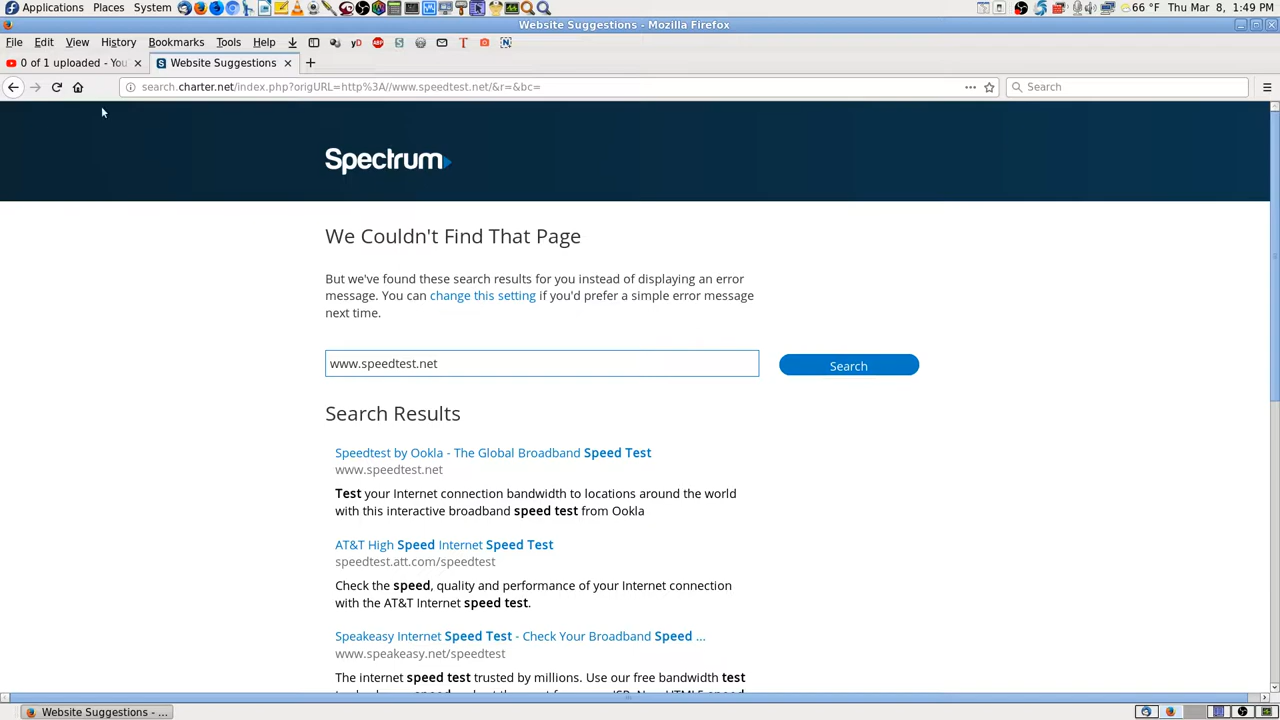 Applications Places System 66 °F Thu Mar 8, 1:49 PM
Website Suggestions - Mozilla Firefox
File Edit View History Bookmarks Tools Help
0 of 1 uploaded - You
Website Suggestions
search.charter.net/index.php?origURL=http%3A//www.speedtest.net/&r=&bc=
Search
Spectrum
We Couldn't Find That Page
But we've found these search results for you instead of displaying an error
message. You can change this setting if you'd prefer a simple error message
next time.
www.speedtest.net
Search
Search Results
Speedtest by Ookla - The Global Broadband Speed Test
www.speedtest.net
Test your Internet connection bandwidth to locations around the world
with this interactive broadband speed test from Ookla
AT&T High Speed Internet Speed Test
speedtest.att.com/speedtest
Check the speed, quality and performance of your Internet connection
with the AT&T Internet speed test.
Speakeasy Internet Speed Test - Check Your Broadband Speed ...
www.speakeasy.net/speedtest
The internet speed test trusted by millions. Use our free bandwidth test
Website Suggestions - ...